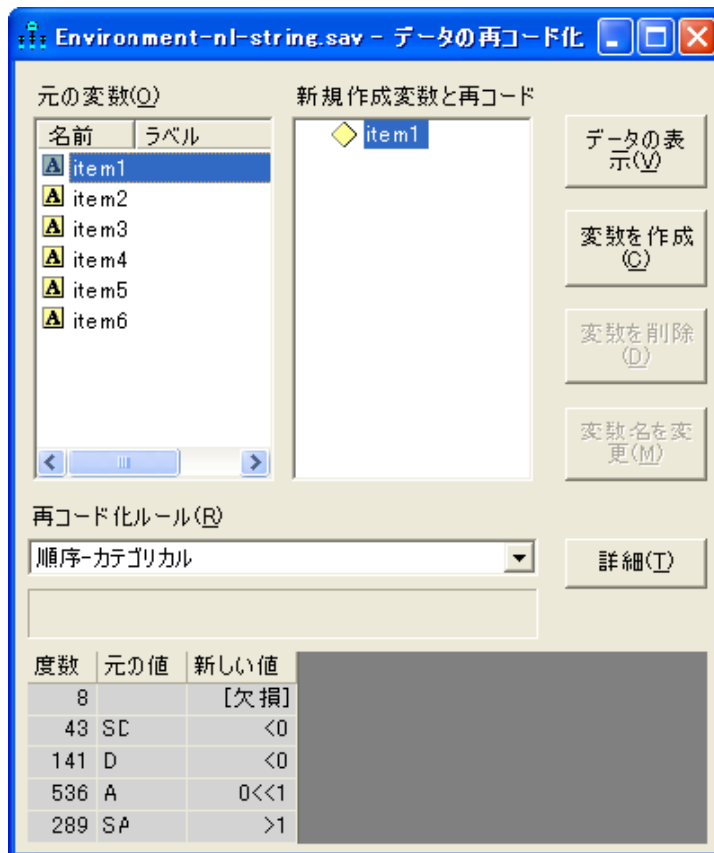 Environment-nl-string.sav - データの再コード化
元の変数(O)
名前 ラベル
item1
item2
item3
item4
item5
item6
新規作成変数と再コード
item1
データの表
示(V)
変数を作成
(C)
変数を削除
(D)
変数名を変
更(M)
再コード化ルール(R)
順序-カテゴリカル
詳細(T)
度数 元の値 新しい値
8 [欠損]
43 SD <0
141 D <0
536 A 0<<1
289 SA >1